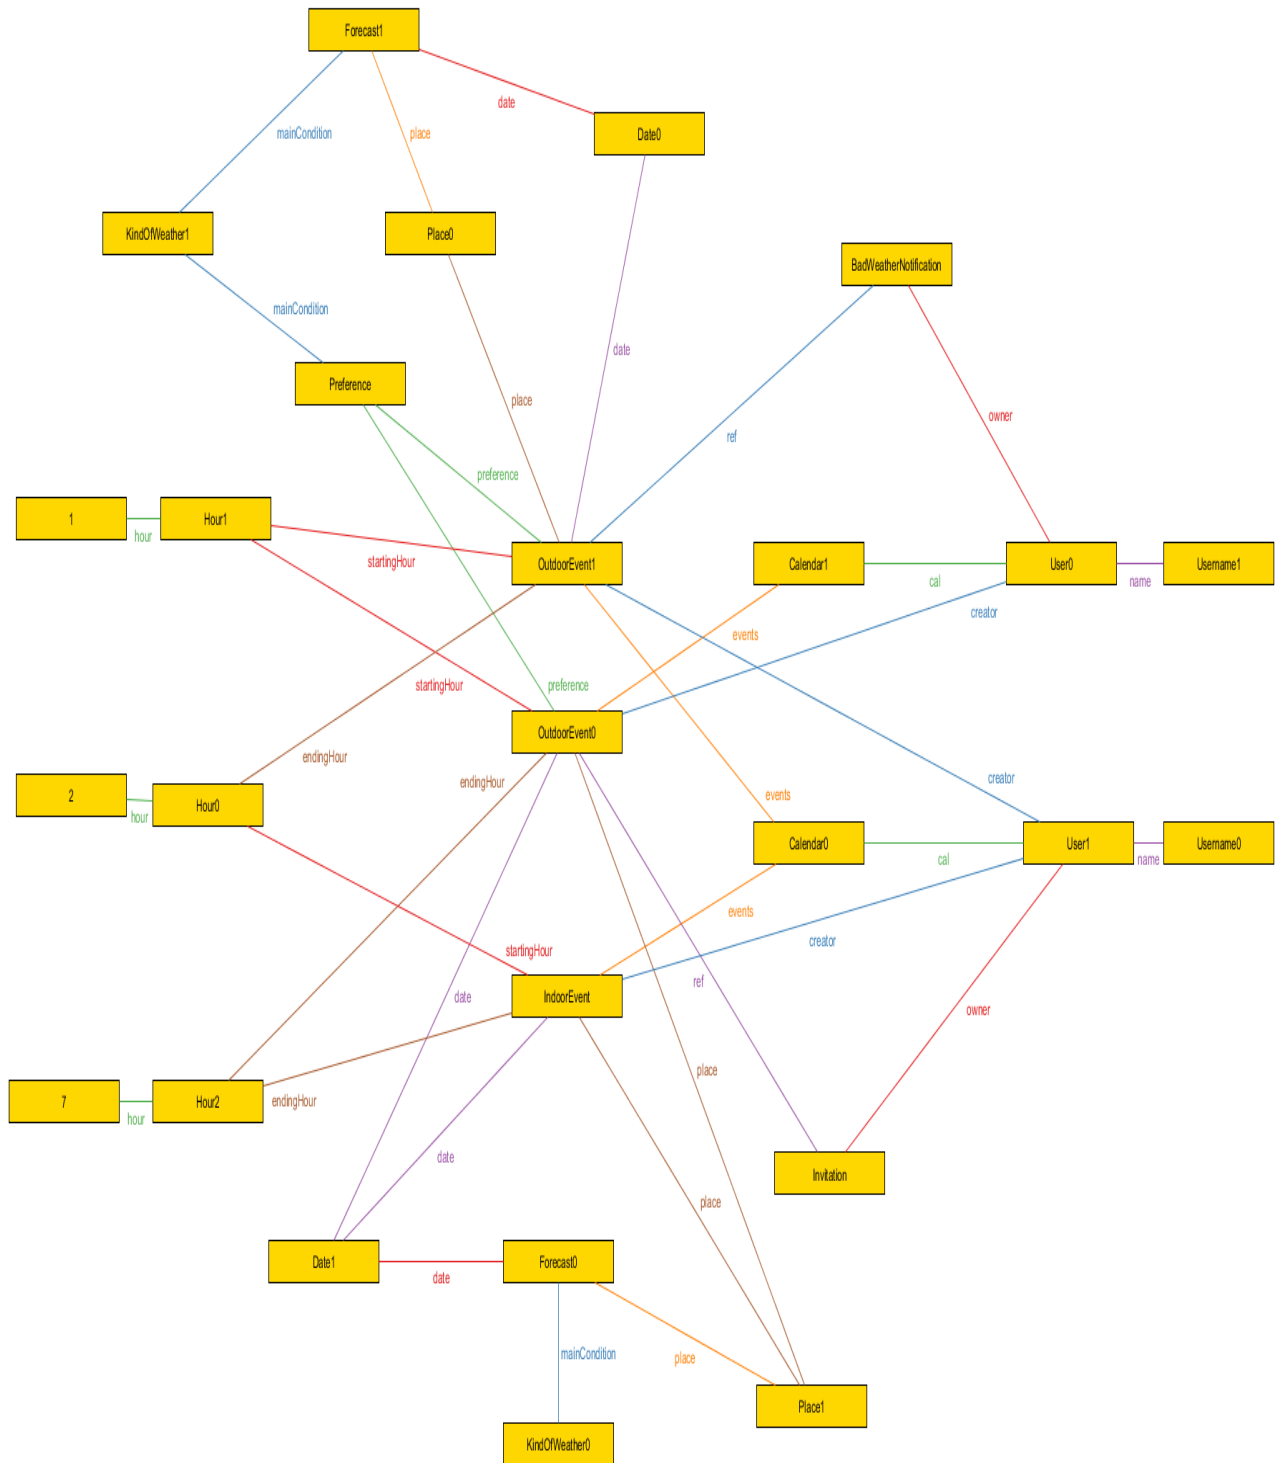 Forecast1
date
mainCondition
place
Date0
KindOfWeather1
Place0
BadWeatherNotification
mainCondition
date
Preference
place
owner
ref
preference
1
hour
Hour1
startingHour
OutdoorEvent1
Calendar1
cal
User0
name
Username1
creator
events
startingHour
preference
OutdoorEvent0
endingHour
endingHour
creator
2
hour
Hour0
events
Calendar0
cal
User1
name
Username0
events
creator
startingHour
IndoorEvent
date
ref
owner
place
7
hour
Hour2
endingHour
date
Invitation
place
Date1
date
Forecast0
mainCondition
place
Place1
KindOfWeather0